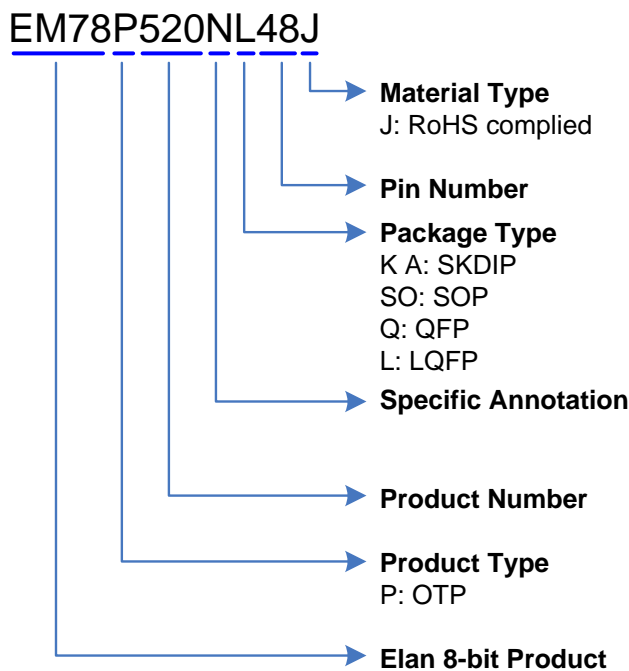 EM78P520NL48J
Material Type
J: RoHS complied
Pin Number
Package Type
K A: SKDIP
SO: SOP
Q: QFP
L: LQFP
Specific Annotation
Product Number
Product Type
P: OTP
Elan 8-bit Product